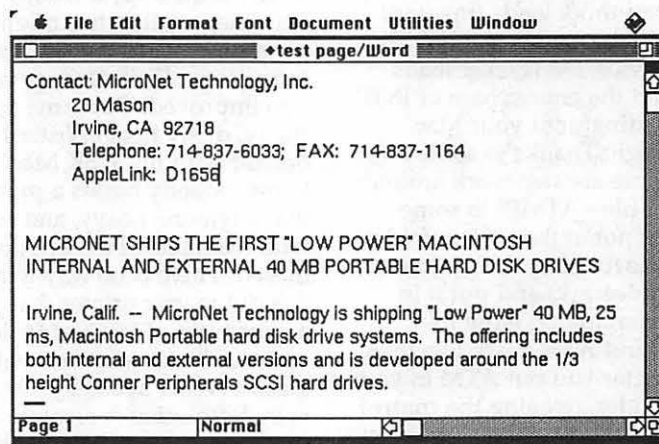 File Edit Format Font Document Utilities Window
◆test page/Word
Contact: MicroNet Technology, Inc.
20 Mason
Irvine, CA 92718
Telephone: 714-837-6033; FAX: 714-837-1164
AppleLink: D1656
MICRONET SHIPS THE FIRST "LOW POWER" MACINTOSH
INTERNAL AND EXTERNAL 40 MB PORTABLE HARD DISK DRIVES
Irvine, Calif. -- MicroNet Technology is shipping "Low Power" 40 MB, 25
ms, Macintosh Portable hard disk drive systems. The offering includes
both internal and external versions and is developed around the 1/3
height Conner Peripherals SCSI hard drives.
Page 1 Normal